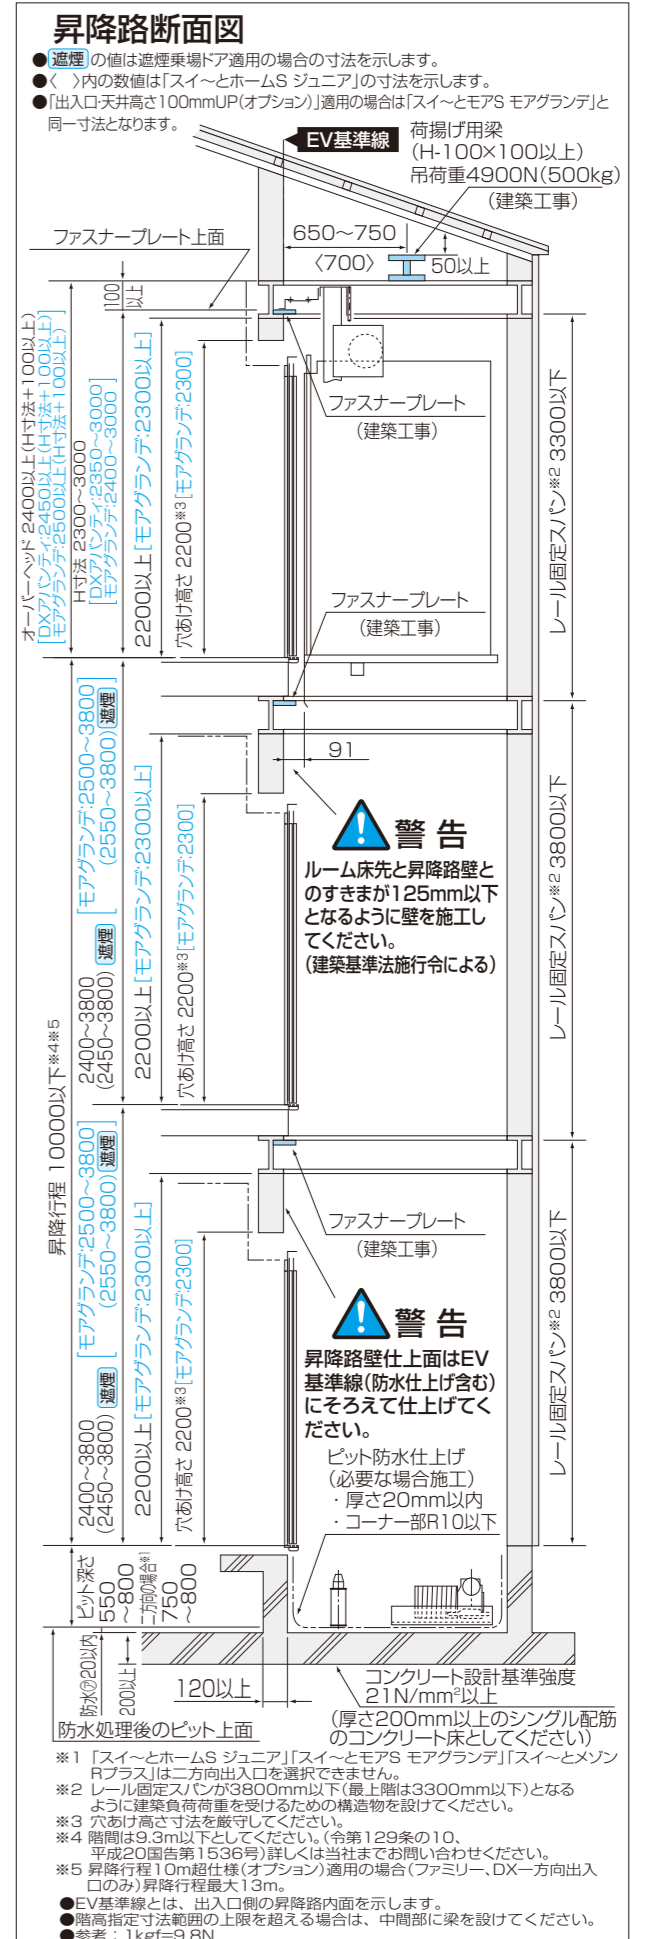 昇降路断面図
●遮煙の値は遮煙乗場ドア適用の場合の寸法を示します。
●〈　〉内の数値は「スイ～とホームS ジュニア」の寸法を示します。
●「出入口・天井高さ100mmUP(オプション)」適用の場合は「スイ～とモアS モアグランデ」と
同一寸法となります。
EV基準線
荷揚げ用梁
(H-100×100以上)
吊荷重4900N(500kg)
(建築工事)
ファスナープレート上面
650～750
〈700〉
50以上
100
以上
オーバーヘッド 2400以上(H寸法+100以上)
[DXアバンティ:2450以上(H寸法+100以上)
モアグランデ:2500以上(H寸法+100以上)]
H寸法 2300～3000
[DXアバンティ:2350～3000
モアグランデ:2400～3000]
2200以上[モアグランデ:2300以上]
穴あけ高さ 2200※3[モアグランデ:2300]
ファスナープレート
(建築工事)
レール固定スパン※2 3300以下
ファスナープレート
(建築工事)
91
昇降行程 10000以下※4※5
2400～3800
(2450～3800)遮煙
[モアグランデ:2500～3800
(2550～3800)遮煙]
2200以上[モアグランデ:2300以上]
穴あけ高さ 2200※3[モアグランデ:2300]
警告
ルーム床先と昇降路壁と
のすきまが125mm以下
となるように壁を施工し
てください。
(建築基準法施行令による)
レール固定スパン※2 3800以下
ファスナープレート
(建築工事)
2400～3800
(2450～3800)遮煙
[モアグランデ:2500～3800
(2550～3800)遮煙]
2200以上[モアグランデ:2300以上]
穴あけ高さ 2200※3[モアグランデ:2300]
警告
昇降路壁仕上面はEV
基準線(防水仕上げ含む)
にそろえて仕上げてく
ださい。
レール固定スパン※2 3800以下
ピット防水仕上げ
(必要な場合施工)
・厚さ20mm以内
・コーナー部R10以下
ピット深さ
550
～800
二方向の場合※1
750
～800
防水㋐20以内
200以上
120以上
防水処理後のピット上面
コンクリート設計基準強度
21N/mm²以上
(厚さ200mm以上のシングル配筋
のコンクリート床としてください)
※1 「スイ～とホームS ジュニア」「スイ～とモアS モアグランデ」「スイ～とメゾン
Rプラス」は二方向出入口を選択できません。
※2 レール固定スパンが3800mm以下(最上階は3300mm以下)となる
ように建築負荷荷重を受けるための構造物を設けてください。
※3 穴あけ高さ寸法を厳守してください。
※4 階間は9.3m以下としてください。(令第129条の10、
平成20国告第1536号)詳しくは当社までお問い合わせください。
※5 昇降行程10m超仕様(オプション)適用の場合(ファミリー、DX一方向出入
口のみ)昇降行程最大13m。
●EV基準線とは、出入口側の昇降路内面を示します。
●階高指定寸法範囲の上限を超える場合は、中間部に梁を設けてください。
●参考：1kgf=9.8N